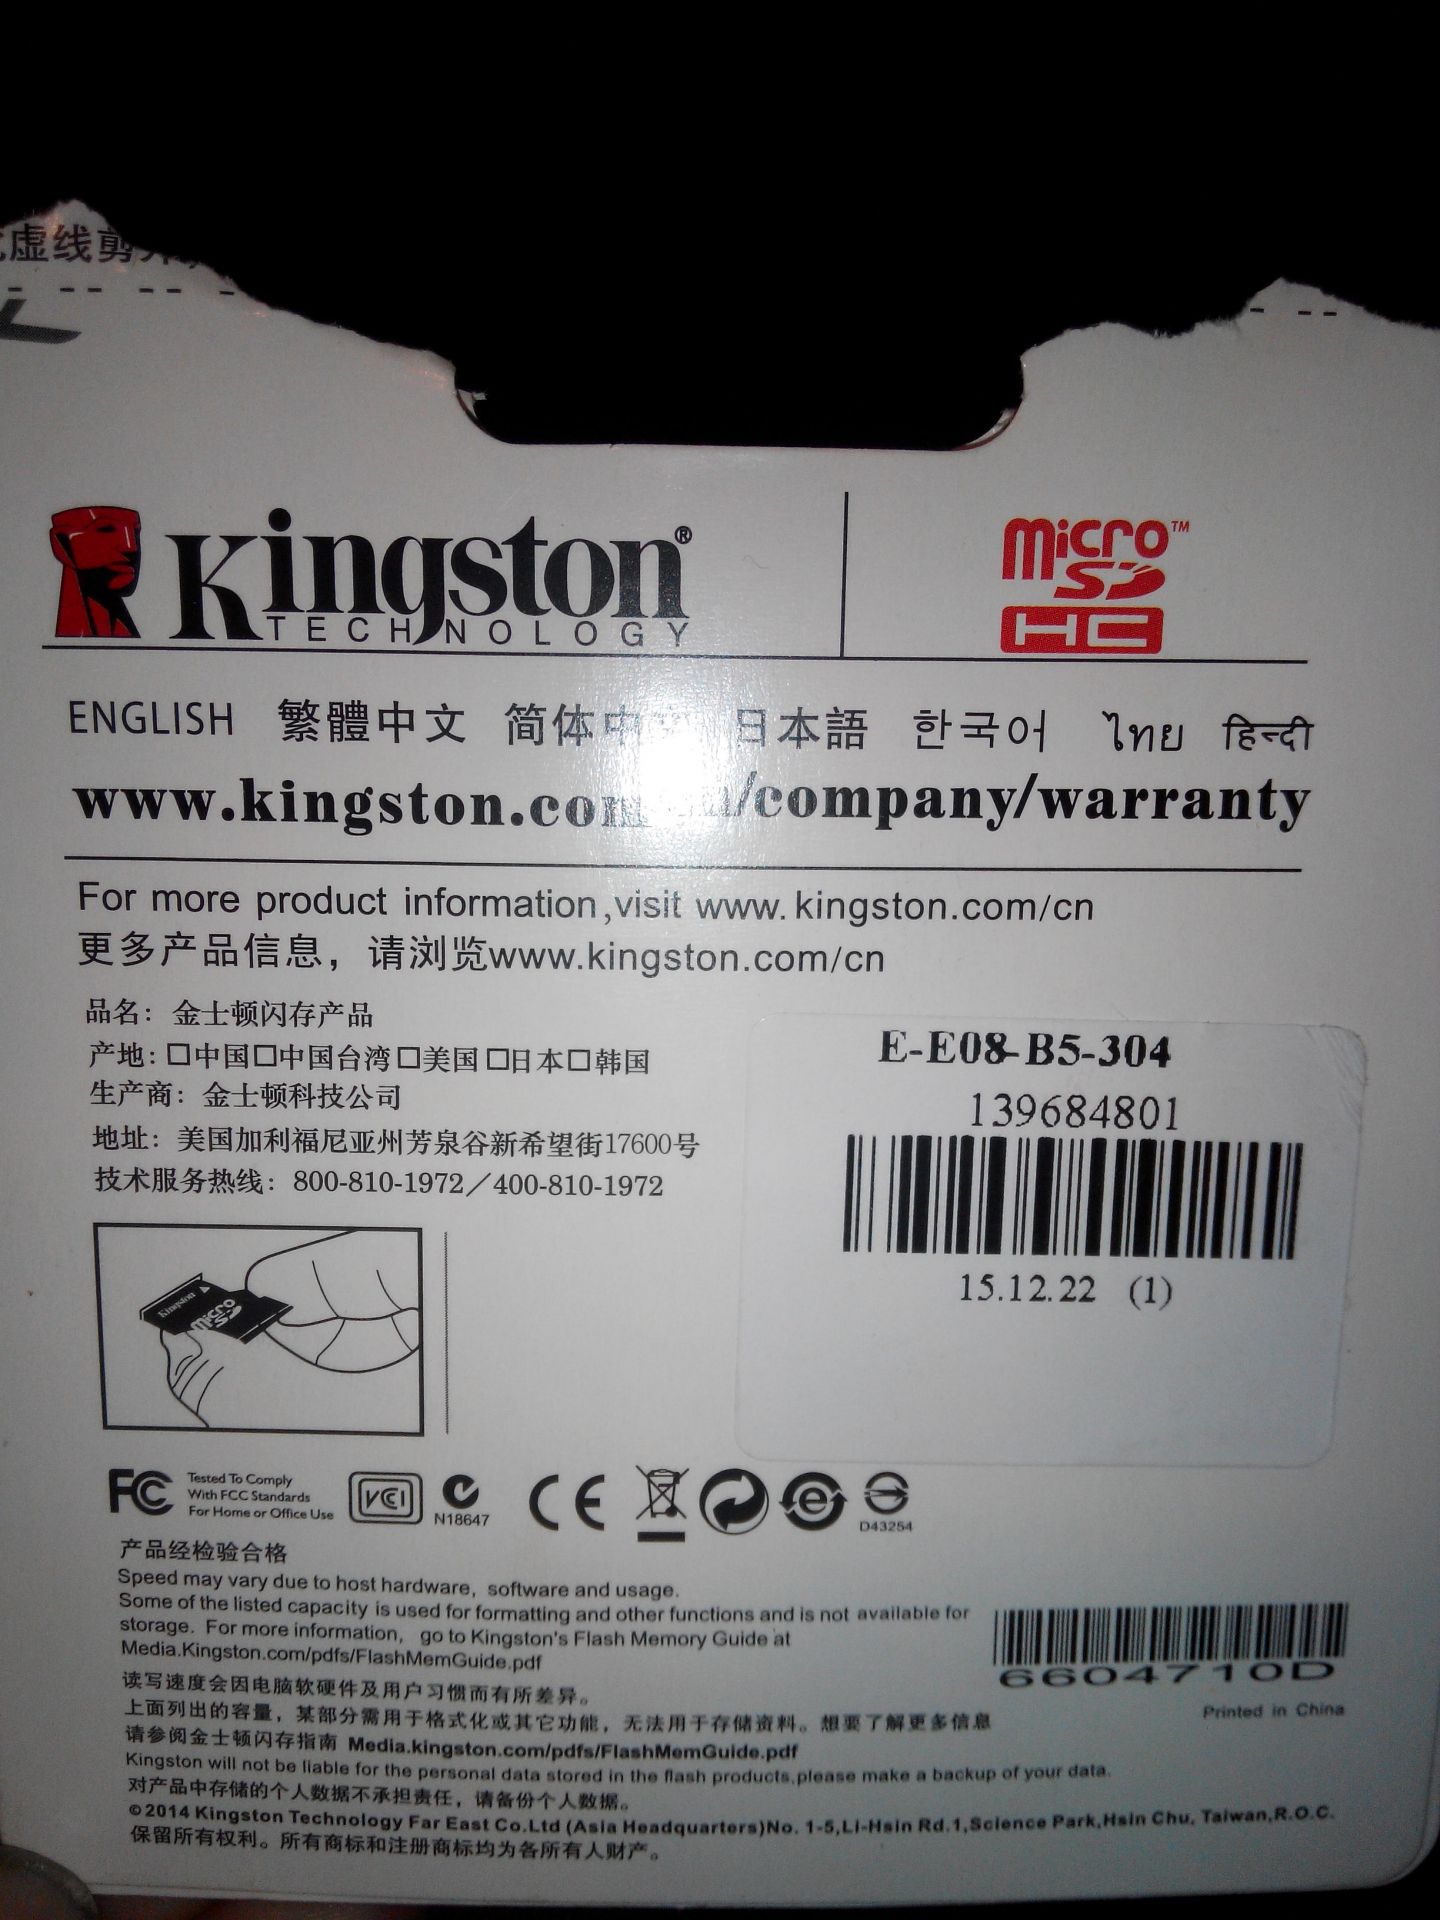 虚线剪
Kingston®
TECHNOLOGY
micro™
SD
HC
ENGLISH 繁體中文 简体中 日本語 한국어 ไทย हिन्दी
www.kingston.com /company/warranty
For more product information,visit www.kingston.com/cn
更多产品信息，请浏览www.kingston.com/cn
品名：金士顿闪存产品
产地:□中国□中国台湾□美国□日本□韩国
生产商：金士顿科技公司
地址：美国加利福尼亚州芳泉谷新希望街17600号
技术服务热线：800-810-1972／400-810-1972
E-E08-B5-304
139684801
15.12.22 (1)
Kingston
micro
SD
FC Tested To Comply
With FCC Standards
For Home or Office Use
VCI
N18647
CE
e
D43254
产品经检验合格
Speed may vary due to host hardware, software and usage.
Some of the listed capacity is used for formatting and other functions and is not available for
storage. For more information, go to Kingston's Flash Memory Guide at
Media.Kingston.com/pdfs/FlashMemGuide.pdf
6604710D
Printed in China
读写速度会因电脑软硬件及用户习惯而有所差异。
上面列出的容量，某部分需用于格式化或其它功能，无法用于存储资料。想要了解更多信息
请参阅金士顿闪存指南 Media.kingston.com/pdfs/FlashMemGuide.pdf
Kingston will not be liable for the personal data stored in the flash products,please make a backup of your data.
对产品中存储的个人数据不承担责任，请备份个人数据。
©2014 Kingston Technology Far East Co.Ltd (Asia Headquarters)No. 1-5,Li-Hsin Rd.1,Science Park,Hsin Chu, Taiwan,R.O.C.
保留所有权利。所有商标和注册商标均为各所有人财产。